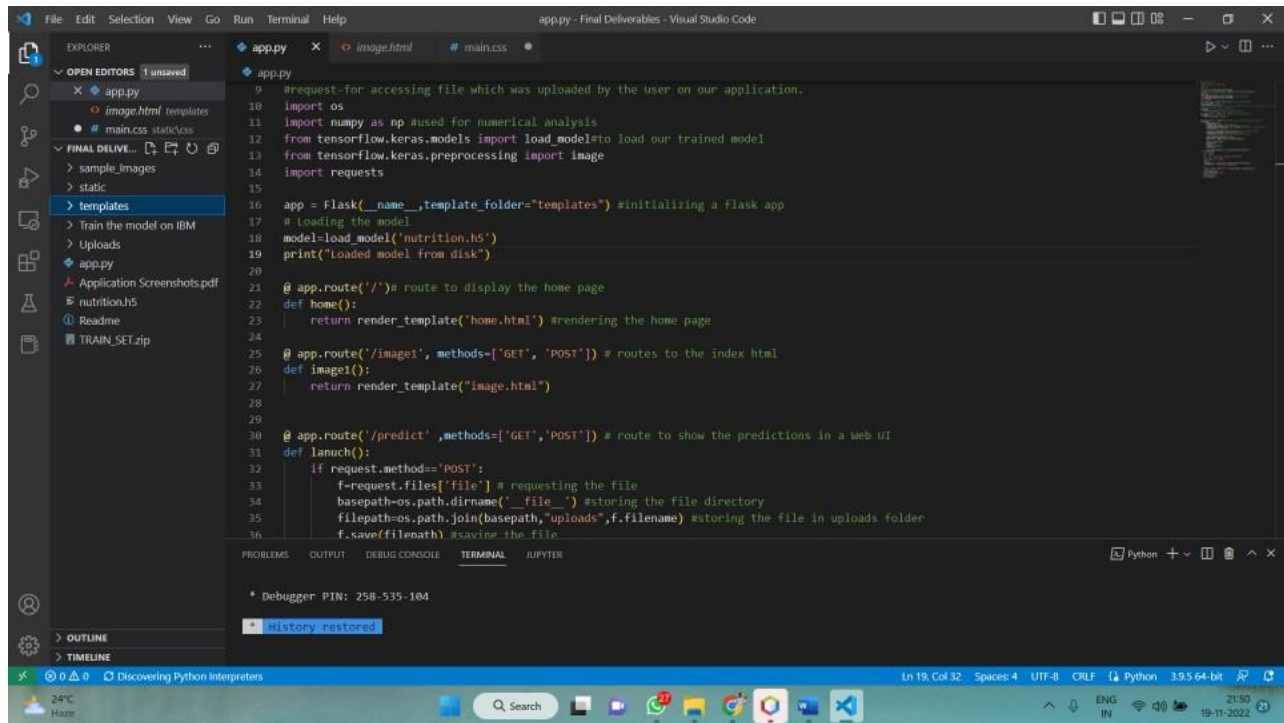 File Edit Selection View Go Run Terminal Help
app.py - Final Deliverables - Visual Studio Code
EXPLORER
OPEN EDITORS 1 unsaved
app.py
image.html templates
main.css static\css
FINAL DELIVE...
sample_Images
static
templates
Train the model on IBM
Uploads
app.py
Application Screenshots.pdf
nutrition.h5
Readme
TRAIN_SET.zip
OUTLINE
TIMELINE
app.py image.html # main.css
app.py
9 #request-for accessing file which was uploaded by the user on our application.
10 import os
11 import numpy as np #used for numerical analysis
12 from tensorflow.keras.models import load_model#to load our trained model
13 from tensorflow.keras.preprocessing import image
14 import requests
15
16 app = Flask(__name__,template_folder="templates") #initializing a flask app
17 # Loading the model
18 model=load_model('nutrition.h5')
19 print("Loaded model from disk")
20
21 @ app.route('/')# route to display the home page
22 def home():
23 return render_template('home.html') #rendering the home page
24
25 @ app.route('/image1', methods=['GET', 'POST']) # routes to the index html
26 def image1():
27 return render_template("image.html")
28
29
30 @ app.route('/predict' ,methods=['GET','POST']) # route to show the predictions in a Web UI
31 def lanuch():
32 if request.method=='POST':
33 f=request.files['file'] # requesting the file
34 basepath=os.path.dirname('__file__') #storing the file directory
35 filepath=os.path.join(basepath,"uploads",f.filename) #storing the file in uploads folder
36 f.save(filepath) #saving the file
PROBLEMS OUTPUT DEBUG CONSOLE TERMINAL JUPYTER
Python
* Debugger PIN: 258-535-104
* History restored
0 0 Discovering Python Interpreters
Ln 19, Col 32 Spaces: 4 UTF-8 CRLF Python 3.9.5 64-bit
24°C
Haze
Search
27
ENG
IN
21:50
19-11-2022
21